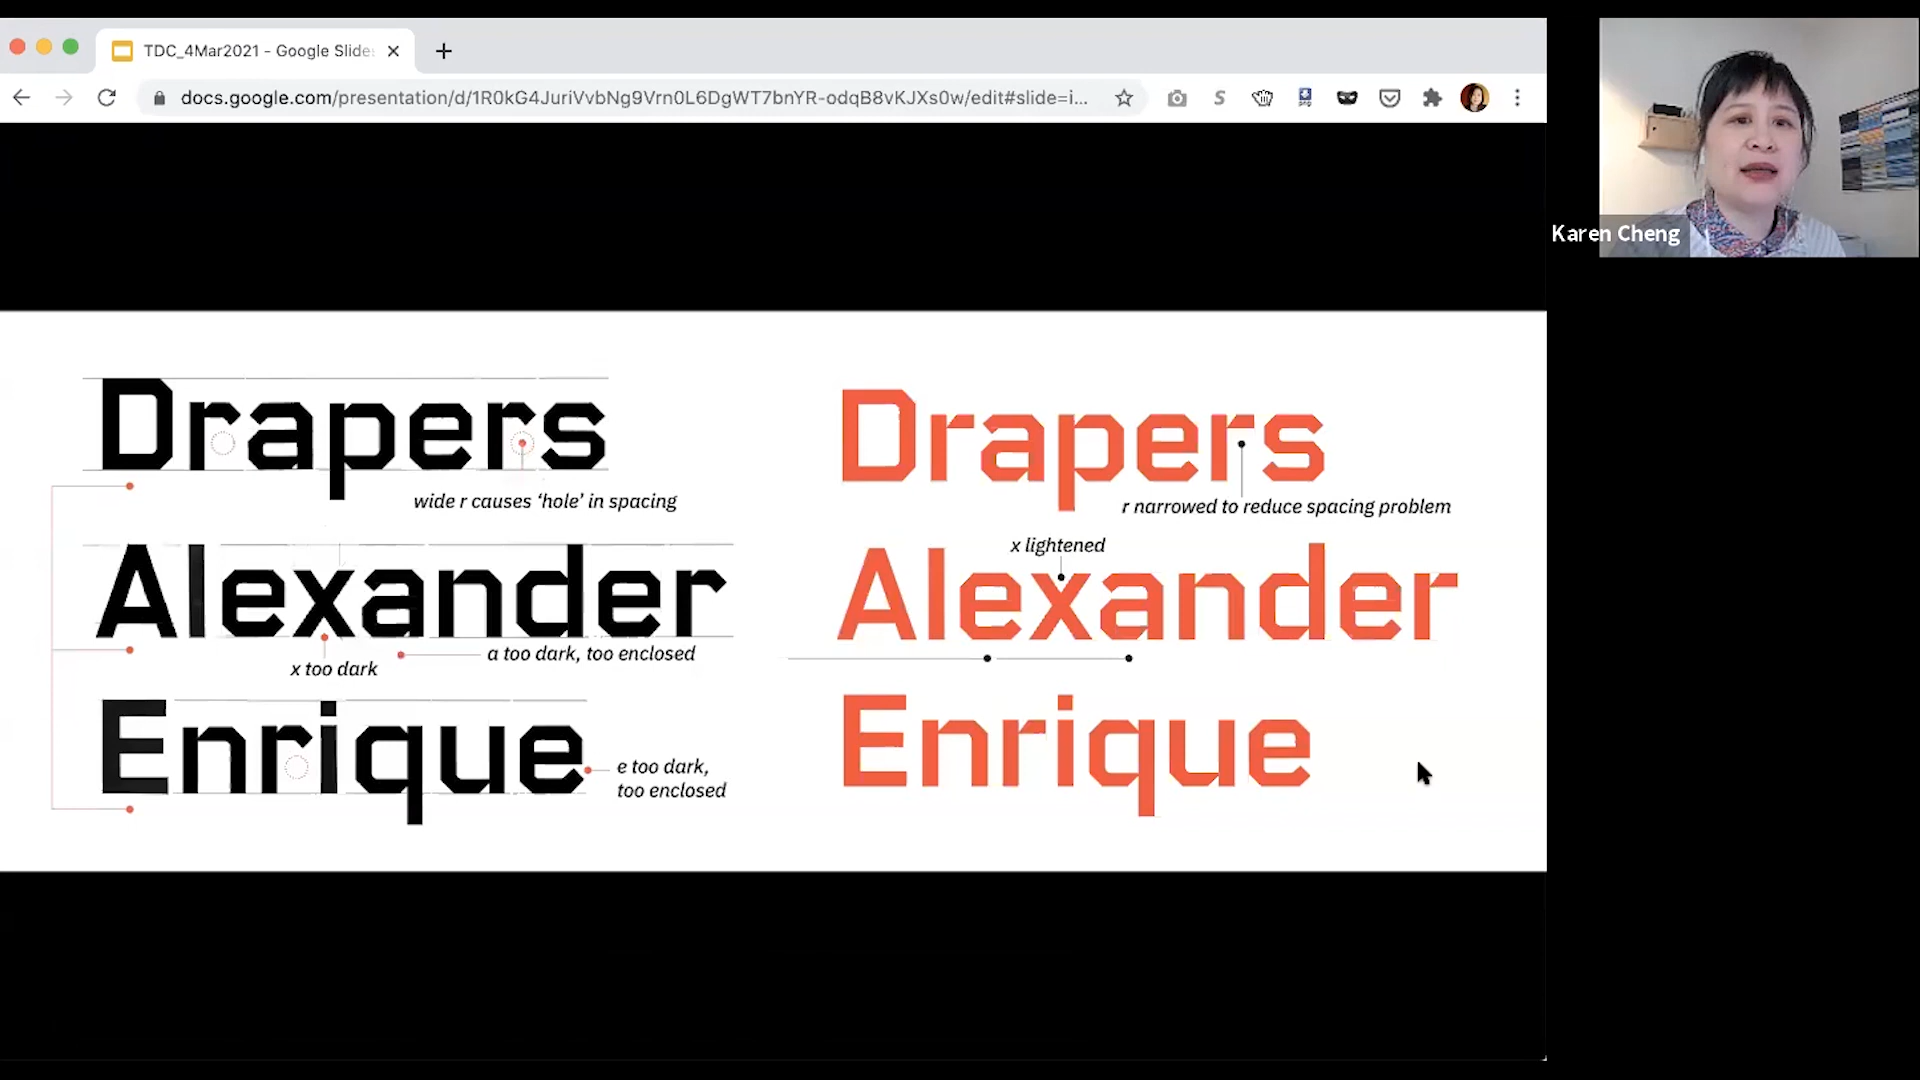 TDC_4Mar2021 - Google Slide
docs.google.com/presentation/d/1R0kG4JuriVvbNg9Vrn0L6DgWT7bnYR-odqB8vKJXs0w/edit#slide=i...
Karen Cheng
Drapers
wide r causes ‘hole’ in spacing
Alexander
x too dark
a too dark, too enclosed
Enrique
e too dark,
too enclosed
Drapers
r narrowed to reduce spacing problem
x lightened
Alexander
Enrique